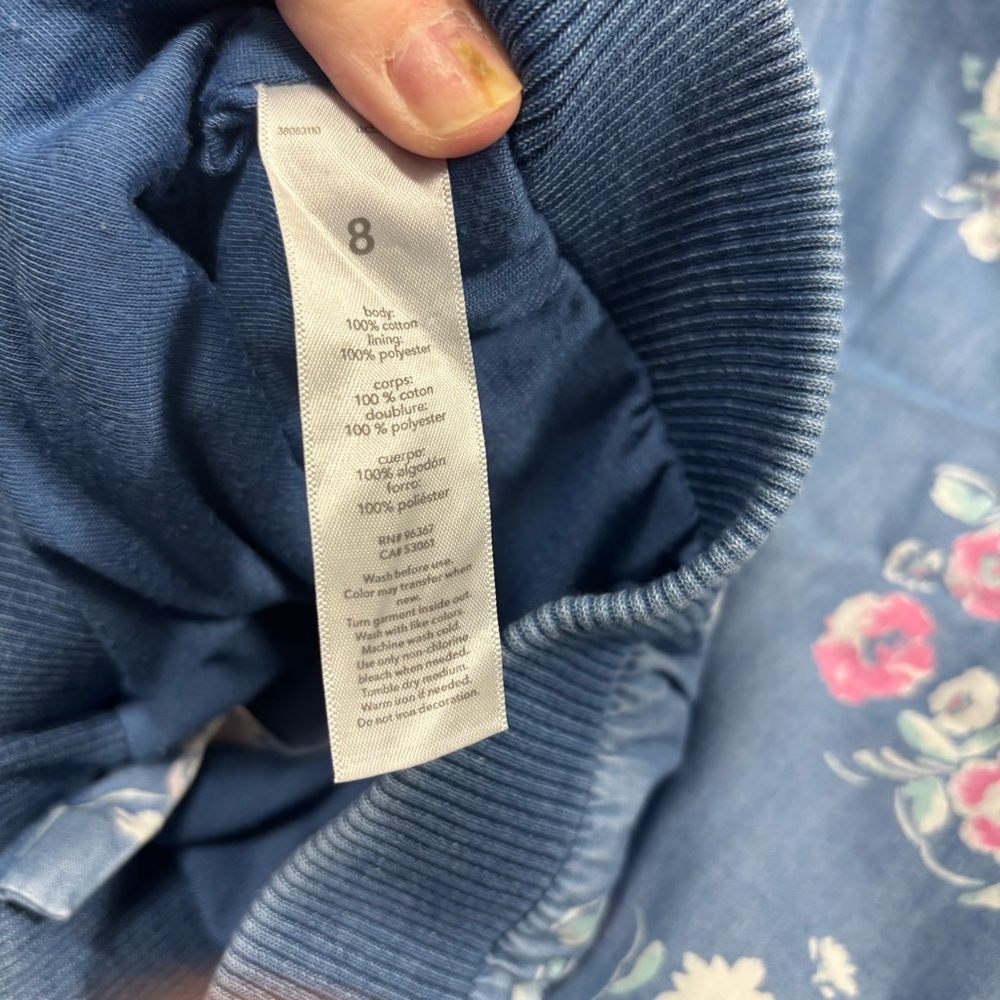 38083110
8
body:
100% cotton
lining:
100% polyester
corps:
100 % coton
doublure:
100 % polyester
cuerpo:
100% algodón
forro:
100% poliéster
RN# 96367
CA# 53061
Wash before use.
Color may transfer when
new.
Turn garment inside out.
Wash with like colors.
Machine wash cold.
Use only non-chlorine
bleach when needed.
Tumble dry medium.
Warm iron if needed.
Do not iron decoration.